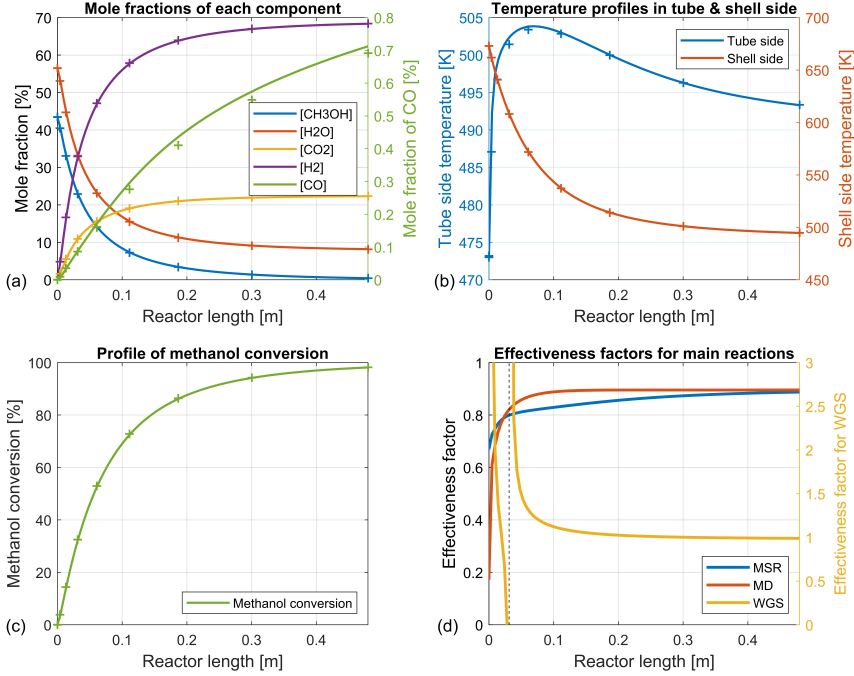 Mole fractions of each component
70
60
50
40
30
20
10
0
Mole fraction [%]
0.8
0.7
0.6
0.5
0.4
0.3
0.2
0.1
0
Mole fraction of CO [%]
[CH3OH]
[H2O]
[CO2]
[H2]
[CO]
0
0.1
0.2
0.3
0.4
Reactor length [m]
(a)
Temperature profiles in tube & shell side
505
500
495
490
485
480
475
470
Tube side temperature [K]
700
650
600
550
500
450
Shell side temperature [K]
Tube side
Shell side
0
0.1
0.2
0.3
0.4
Reactor length [m]
(b)
Profile of methanol conversion
100
80
60
40
20
0
Methanol conversion [%]
Methanol conversion
0
0.1
0.2
0.3
0.4
Reactor length [m]
(c)
Effectiveness factors for main reactions
1
0.8
0.6
0.4
0.2
0
Effectiveness factor
3
2.5
2
1.5
1
0.5
0
Effectiveness factor for WGS
MSR
MD
WGS
0
0.1
0.2
0.3
0.4
Reactor length [m]
(d)